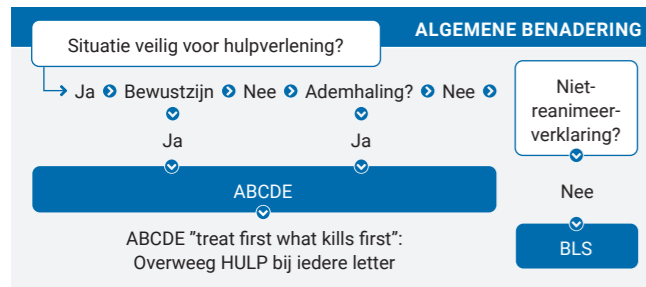 ALGEMENE BENADERING
Situatie veilig voor hulpverlening?
Ja Bewustzijn Nee Ademhaling? Nee
Niet-
reanimeer-
verklaring?
Ja Ja
Nee
ABCDE
BLS
ABCDE ”treat first what kills first”:
Overweeg HULP bij iedere letter